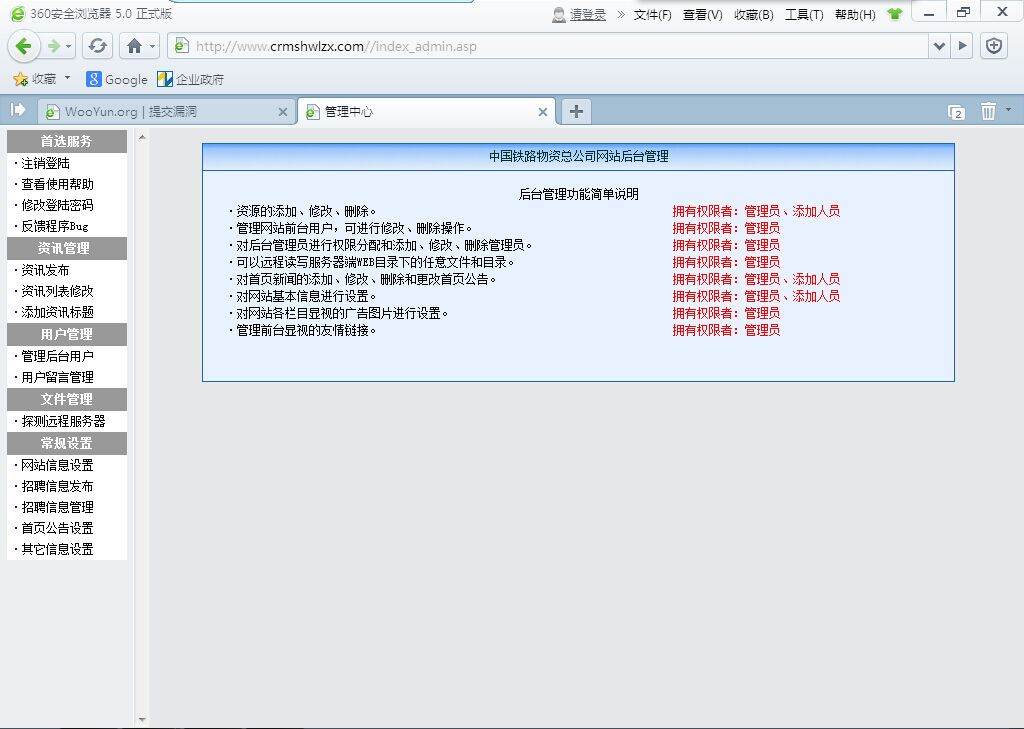 360安全浏览器 5.0 正式版
请登录 » 文件(F) 查看(V) 收藏(B) 工具(T) 帮助(H)
http://www.crmshwlzx.com//index_admin.asp
收藏 Google 企业政府
WooYun.org | 提交漏洞 管理中心 2
首选服务
·注销登陆
·查看使用帮助
·修改登陆密码
·反馈程序Bug
资讯管理
·资讯发布
·资讯列表修改
·添加资讯标题
用户管理
·管理后台用户
·用户留言管理
文件管理
·探测远程服务器
常规设置
·网站信息设置
·招聘信息发布
·招聘信息管理
·首页公告设置
·其它信息设置
中国铁路物资总公司网站后台管理
后台管理功能简单说明
·资源的添加、修改、删除。 拥有权限者：管理员、添加人员
·管理网站前台用户，可进行修改、删除操作。 拥有权限者：管理员
·对后台管理员进行权限分配和添加、修改、删除管理员。 拥有权限者：管理员
·可以远程读写服务器端WEB目录下的任意文件和目录。 拥有权限者：管理员
·对首页新闻的添加、修改、删除和更改首页公告。 拥有权限者：管理员、添加人员
·对网站基本信息进行设置。 拥有权限者：管理员、添加人员
·对网站各栏目显视的广告图片进行设置。 拥有权限者：管理员
·管理前台显视的友情链接。 拥有权限者：管理员